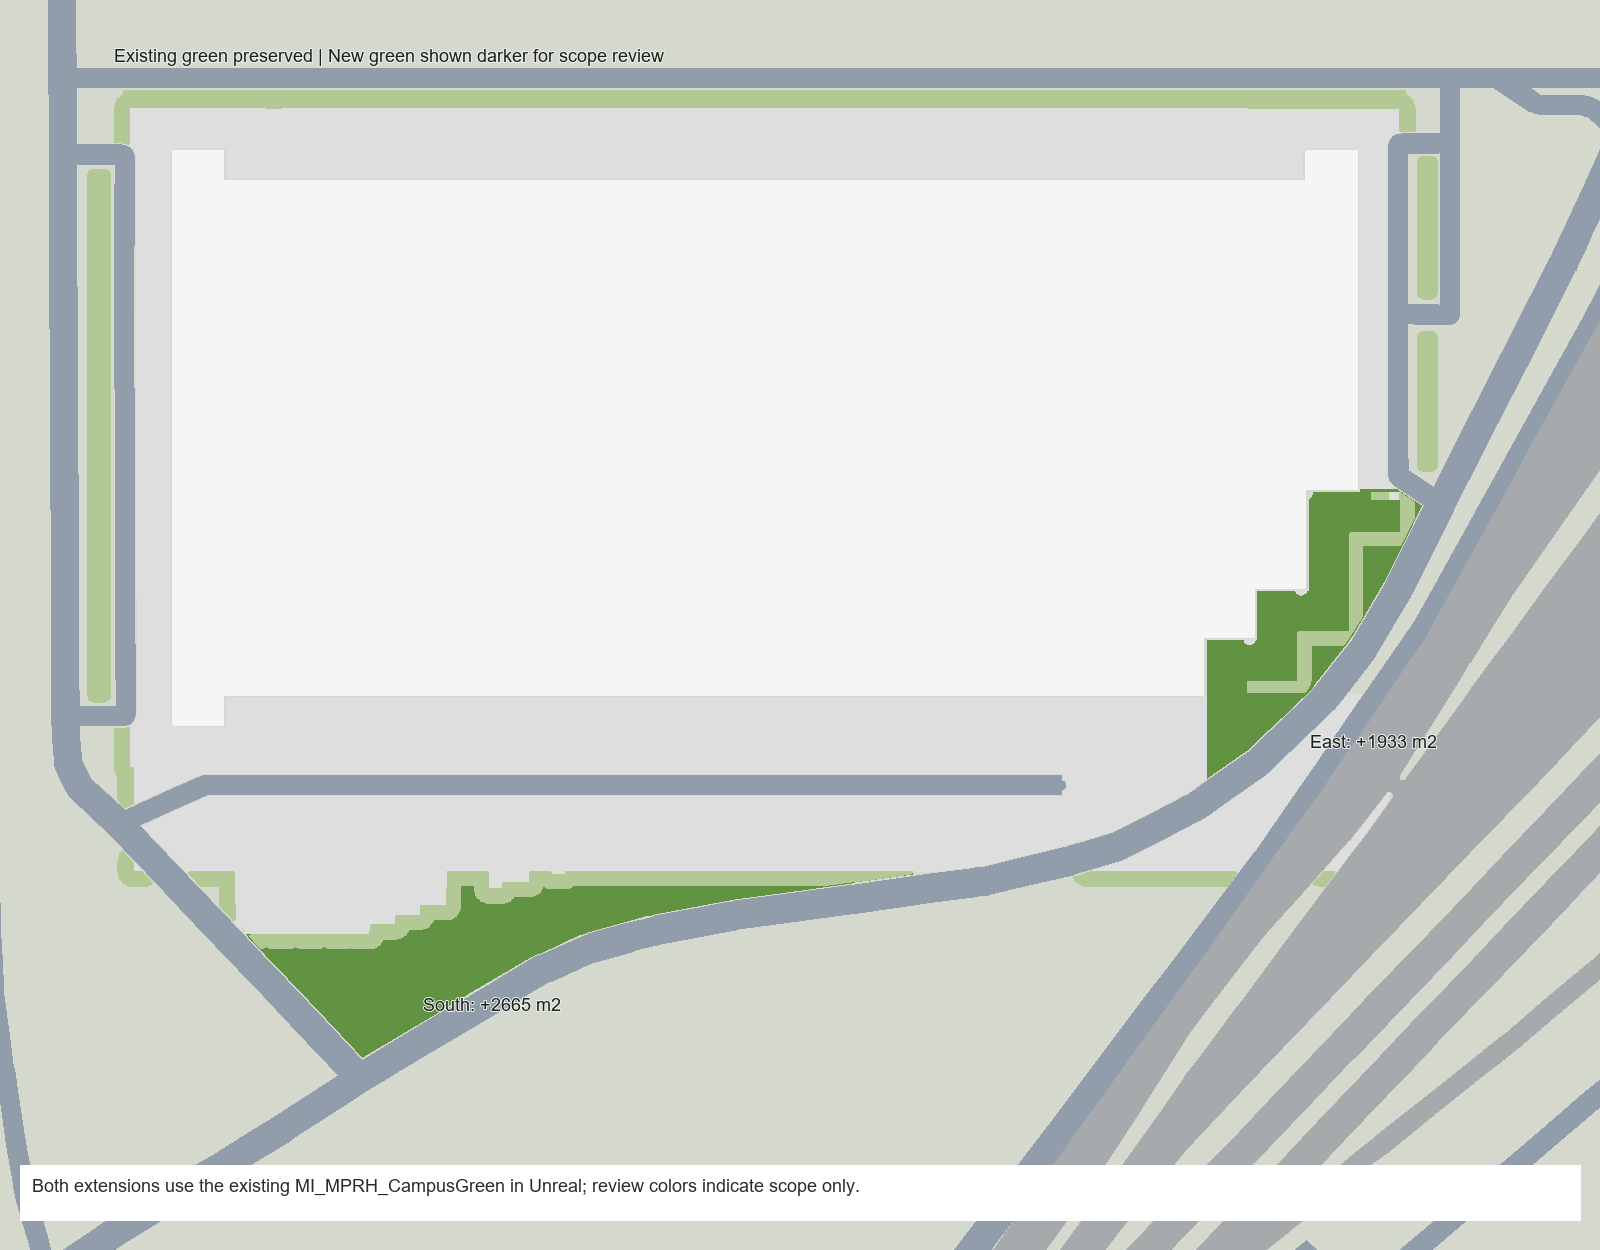 Existing green preserved | New green shown darker for scope review
East: +1933 m2
South: +2665 m2
Both extensions use the existing MI_MPRH_CampusGreen in Unreal; review colors indicate scope only.